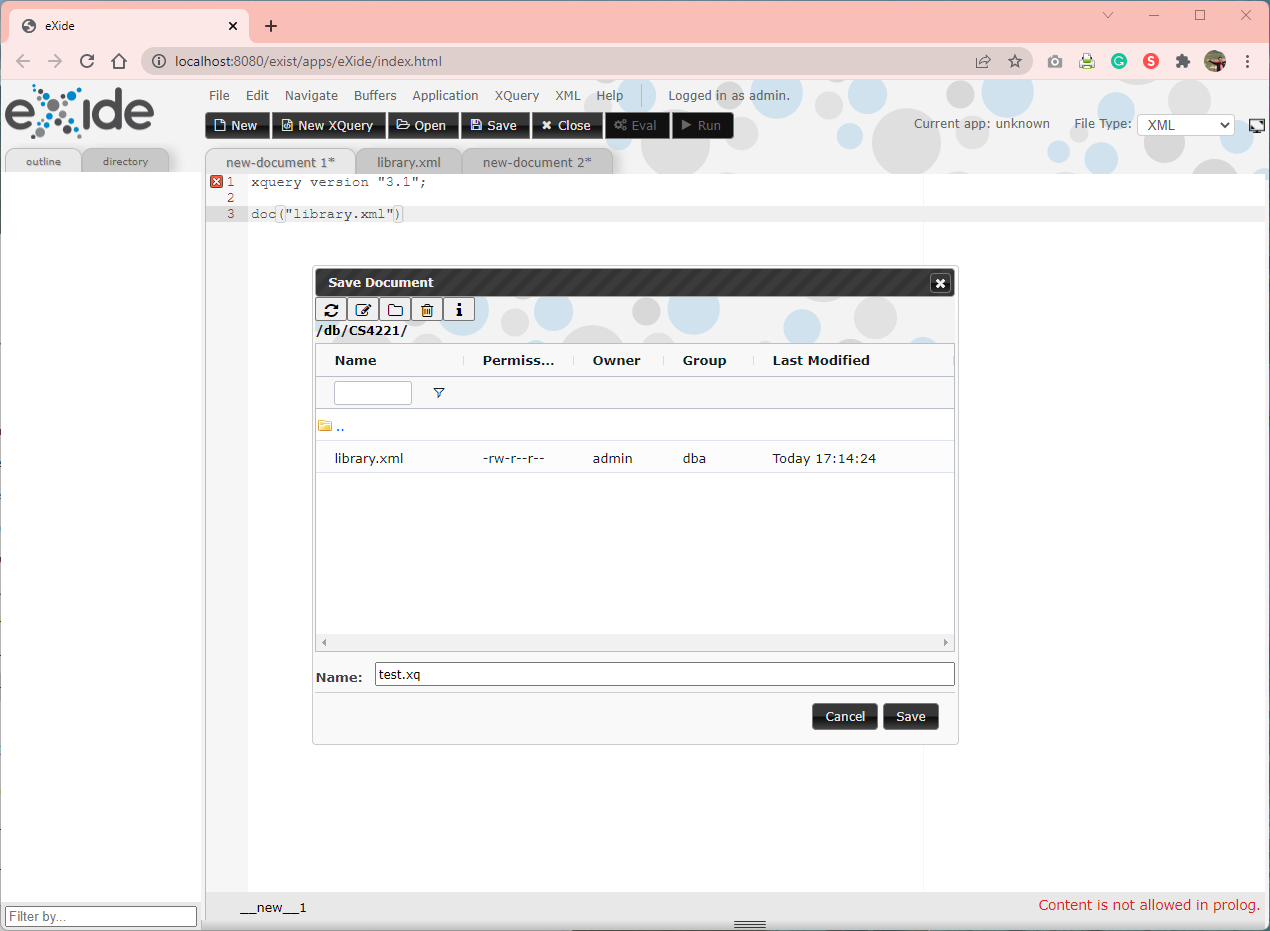 eXide
localhost:8080/exist/apps/eXide/index.html
eXide
File Edit Navigate Buffers Application XQuery XML Help Logged in as admin.
New New XQuery Open Save Close Eval Run
Current app: unknown File Type: XML
outline directory
new-document 1* library.xml new-document 2*
1 xquery version "3.1";
2
3 doc("library.xml")
Save Document
/db/CS4221/
Name Permiss... Owner Group Last Modified
..
library.xml -rw-r--r-- admin dba Today 17:14:24
Name: test.xq
Cancel Save
Filter by...
__new__1
Content is not allowed in prolog.